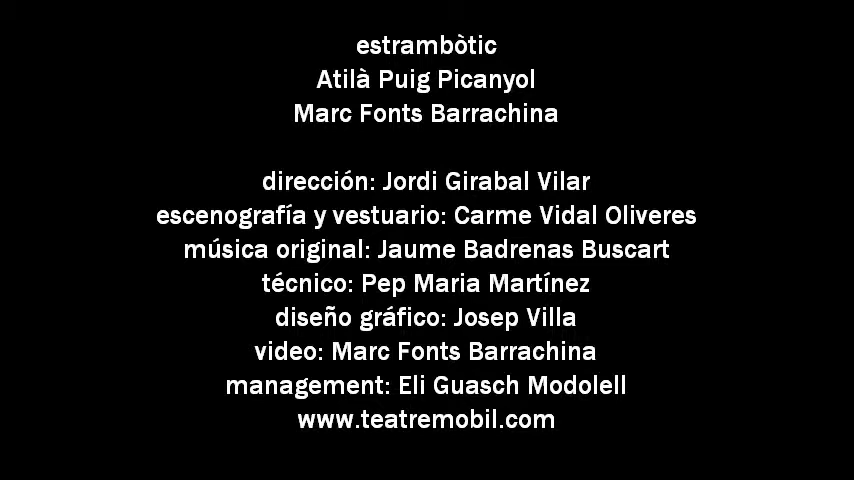 estrambòtic
Atilà Puig Picanyol
Marc Fonts Barrachina
dirección: Jordi Girabal Vilar
escenografía y vestuario: Carme Vidal Oliveres
música original: Jaume Badrenas Buscart
técnico: Pep Maria Martínez
diseño gráfico: Josep Villa
video: Marc Fonts Barrachina
management: Eli Guasch Modolell
www.teatremobil.com